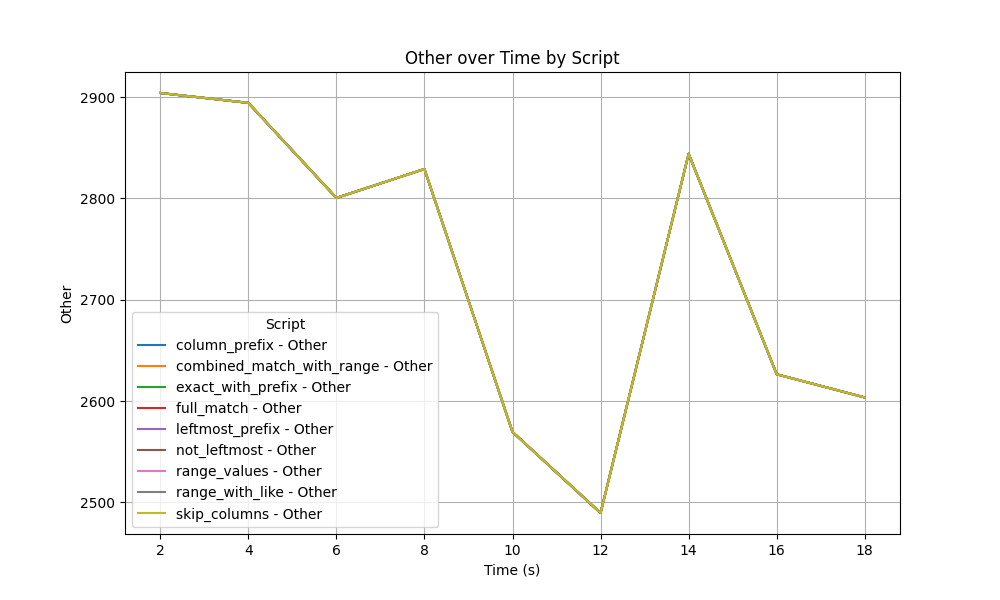 Other over Time by Script
Other
2900
2800
2700
2600
2500
Script
column_prefix - Other
combined_match_with_range - Other
exact_with_prefix - Other
full_match - Other
leftmost_prefix - Other
not_leftmost - Other
range_values - Other
range_with_like - Other
skip_columns - Other
2 4 6 8 10 12 14 16 18
Time (s)